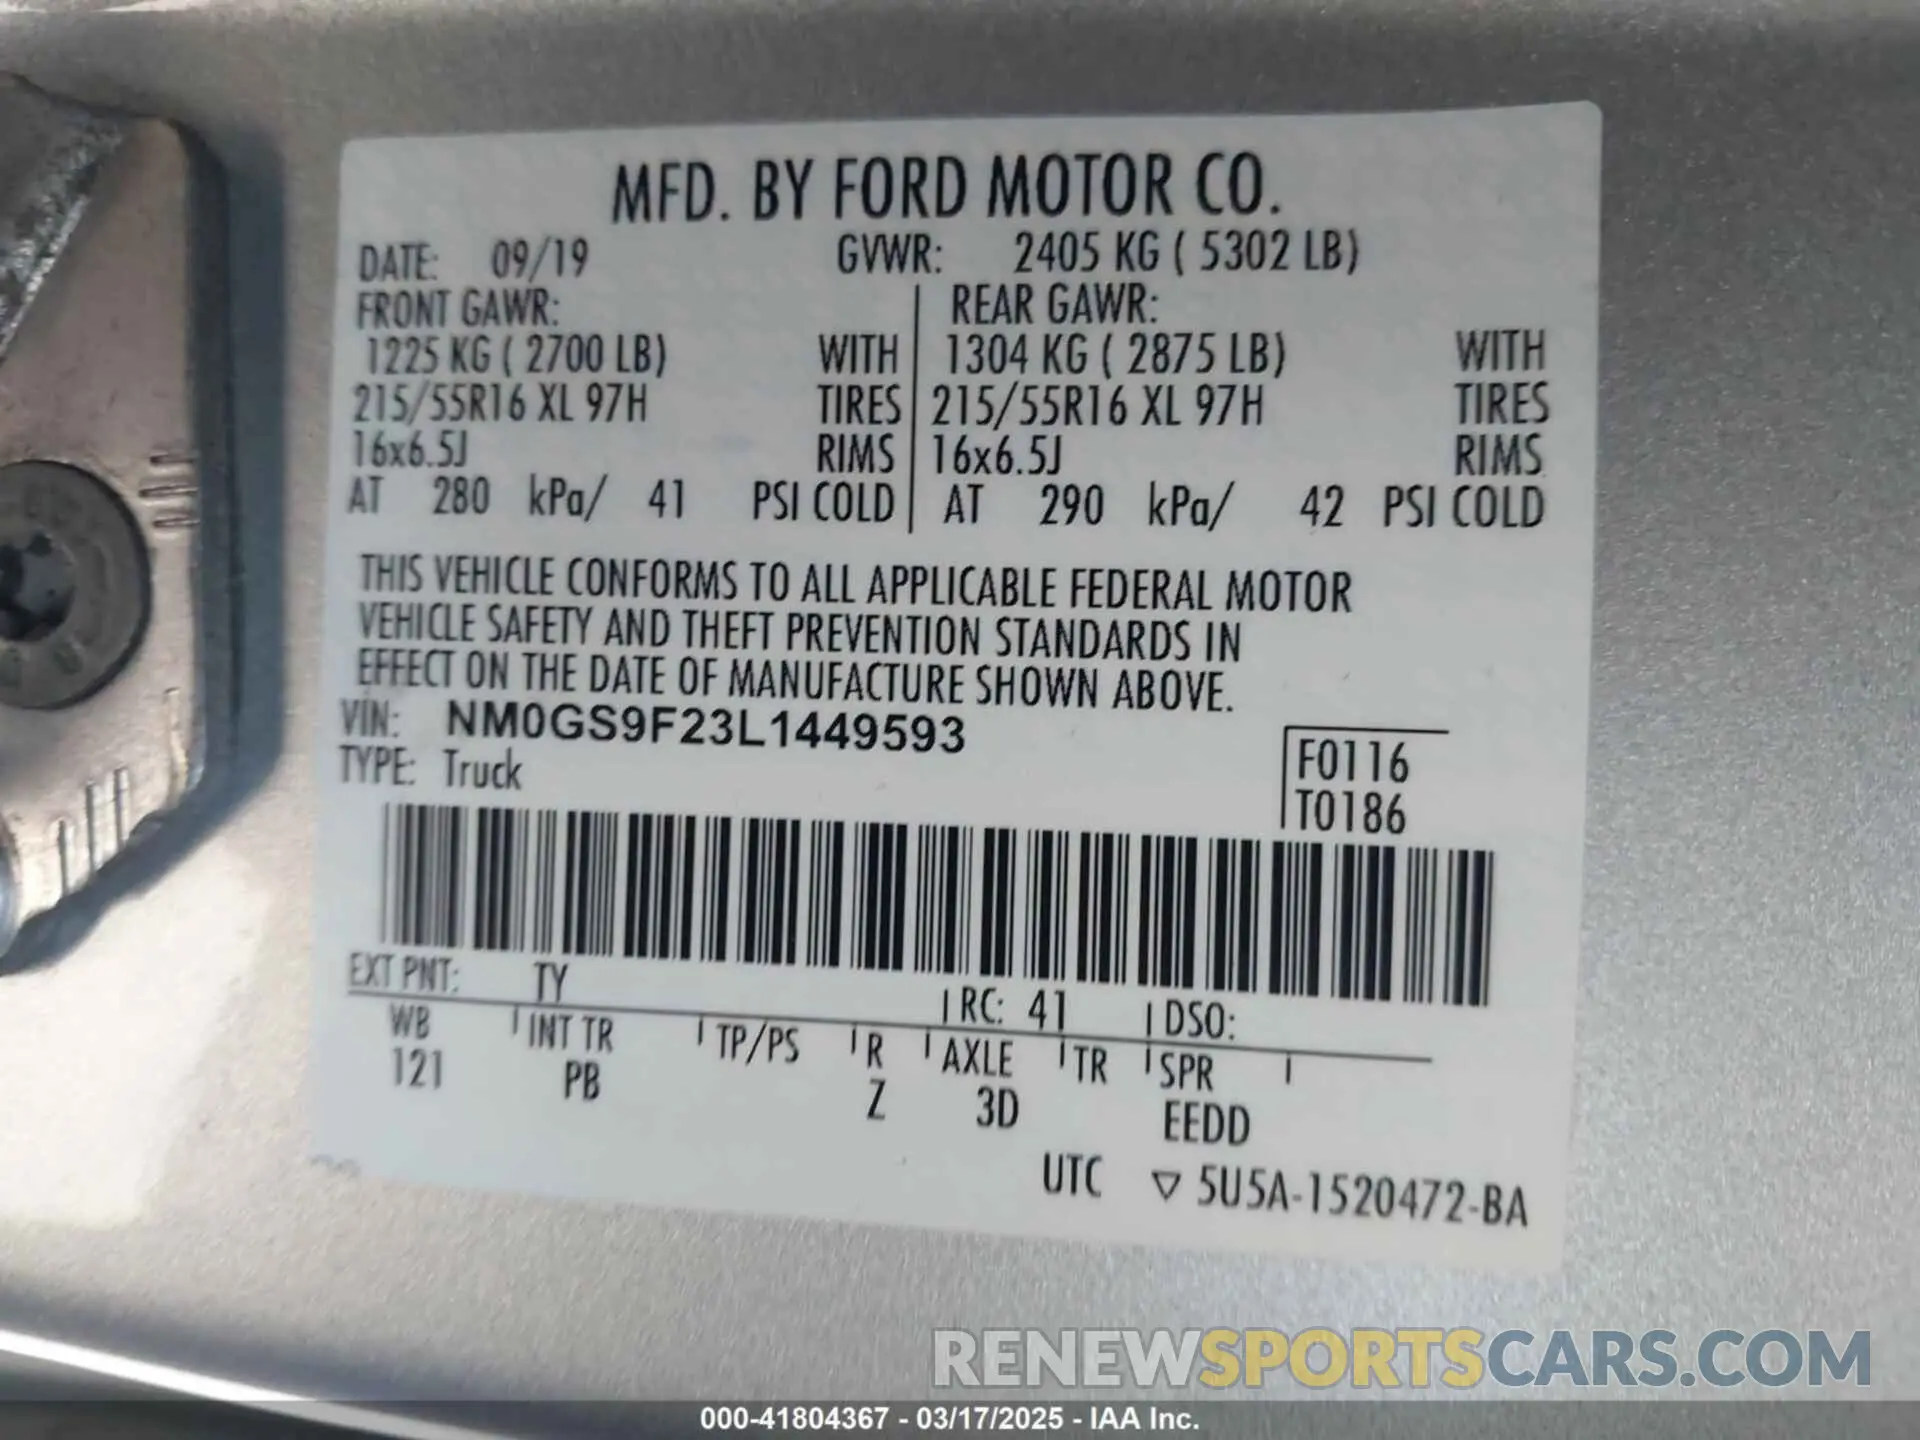 MFD. BY FORD MOTOR CO.
DATE: 09/19 GVWR: 2405 KG ( 5302 LB)
FRONT GAWR: REAR GAWR:
1225 KG ( 2700 LB) WITH 1304 KG ( 2875 LB) WITH
215/55R16 XL 97H TIRES 215/55R16 XL 97H TIRES
16x6.5J RIMS 16x6.5J RIMS
AT 280 kPa/ 41 PSI COLD AT 290 kPa/ 42 PSI COLD
THIS VEHICLE CONFORMS TO ALL APPLICABLE FEDERAL MOTOR
VEHICLE SAFETY AND THEFT PREVENTION STANDARDS IN
EFFECT ON THE DATE OF MANUFACTURE SHOWN ABOVE.
VIN: NM0GS9F23L1449593
TYPE: Truck
F0116
T0186
EXT PNT: TY RC: 41 DSO:
WB INT TR TP/PS R AXLE TR SPR
121 PB Z 3D EEDD
UTC ▽ 5U5A-1520472-BA
RENEWSPORTSCARS.COM
000-41804367 - 03/17/2025 - IAA Inc.